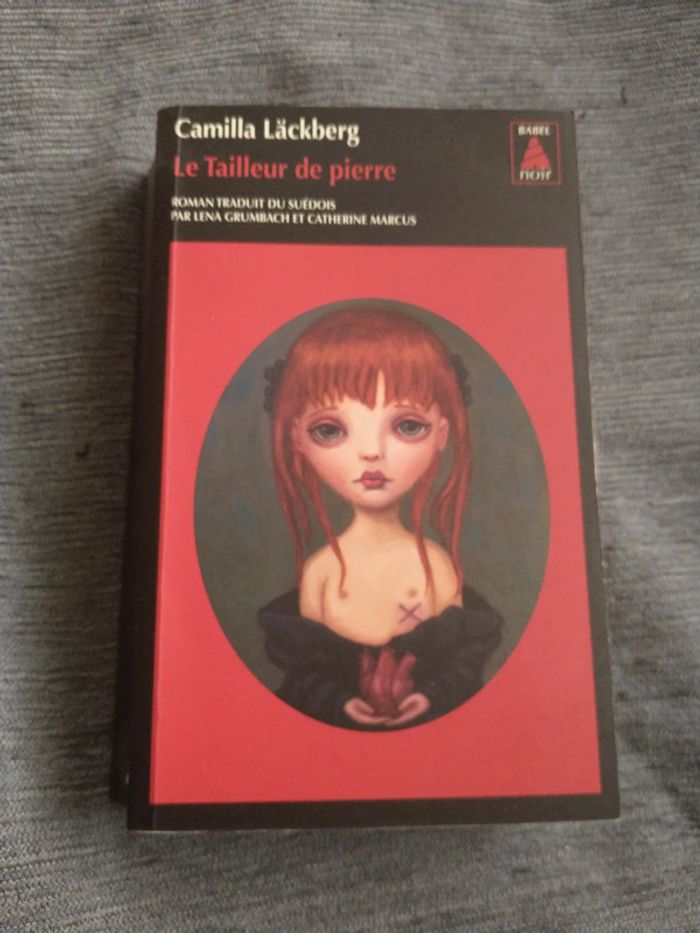 Camilla Läckberg
Le Tailleur de pierre
ROMAN TRADUIT DU SUÉDOIS
PAR LENA GRUMBACH ET CATHERINE MARCUS
BABEL
noir